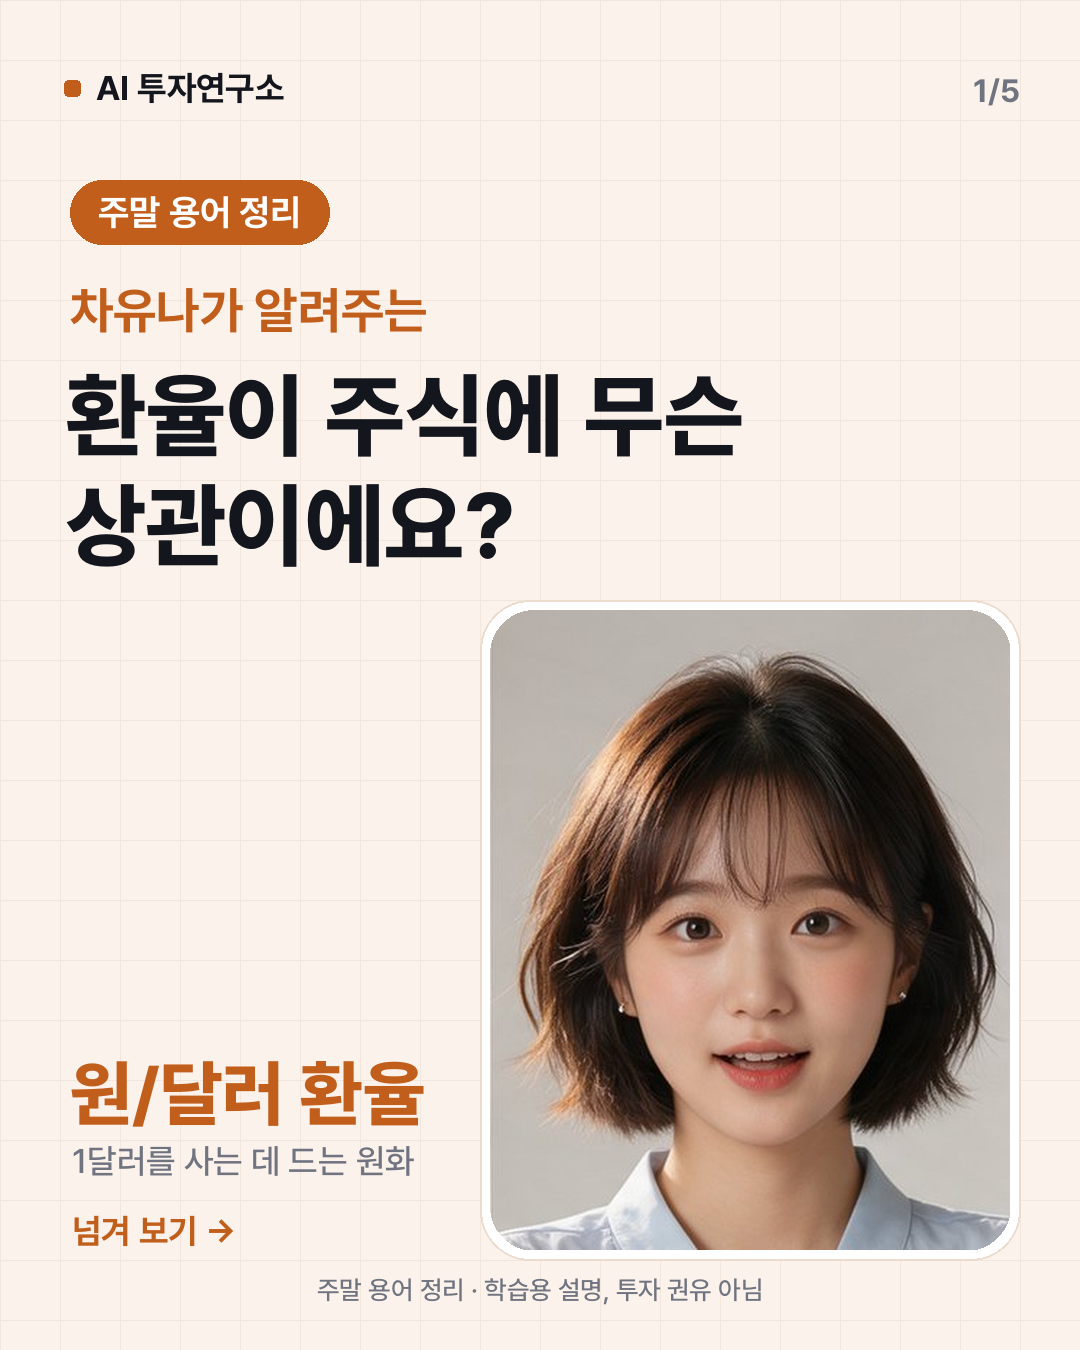 AI 투자연구소
1/5
주말 용어 정리
차유나가 알려주는
환율이 주식에 무슨
상관이에요?
원/달러 환율
1달러를 사는 데 드는 원화
넘겨 보기 →
주말 용어 정리 · 학습용 설명, 투자 권유 아님